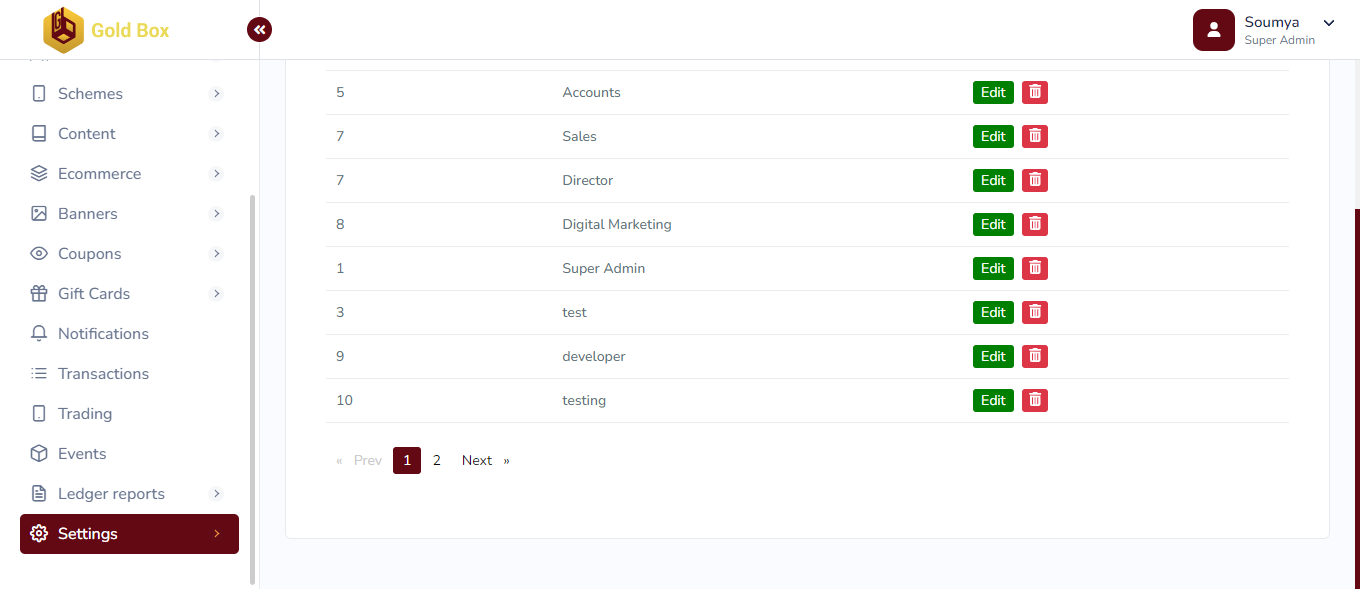 Gold Box
Soumya
Super Admin
Schemes
Content
Ecommerce
Banners
Coupons
Gift Cards
Notifications
Transactions
Trading
Events
Ledger reports
Settings
5 Accounts Edit
7 Sales Edit
7 Director Edit
8 Digital Marketing Edit
1 Super Admin Edit
3 test Edit
9 developer Edit
10 testing Edit
« Prev 1 2 Next »